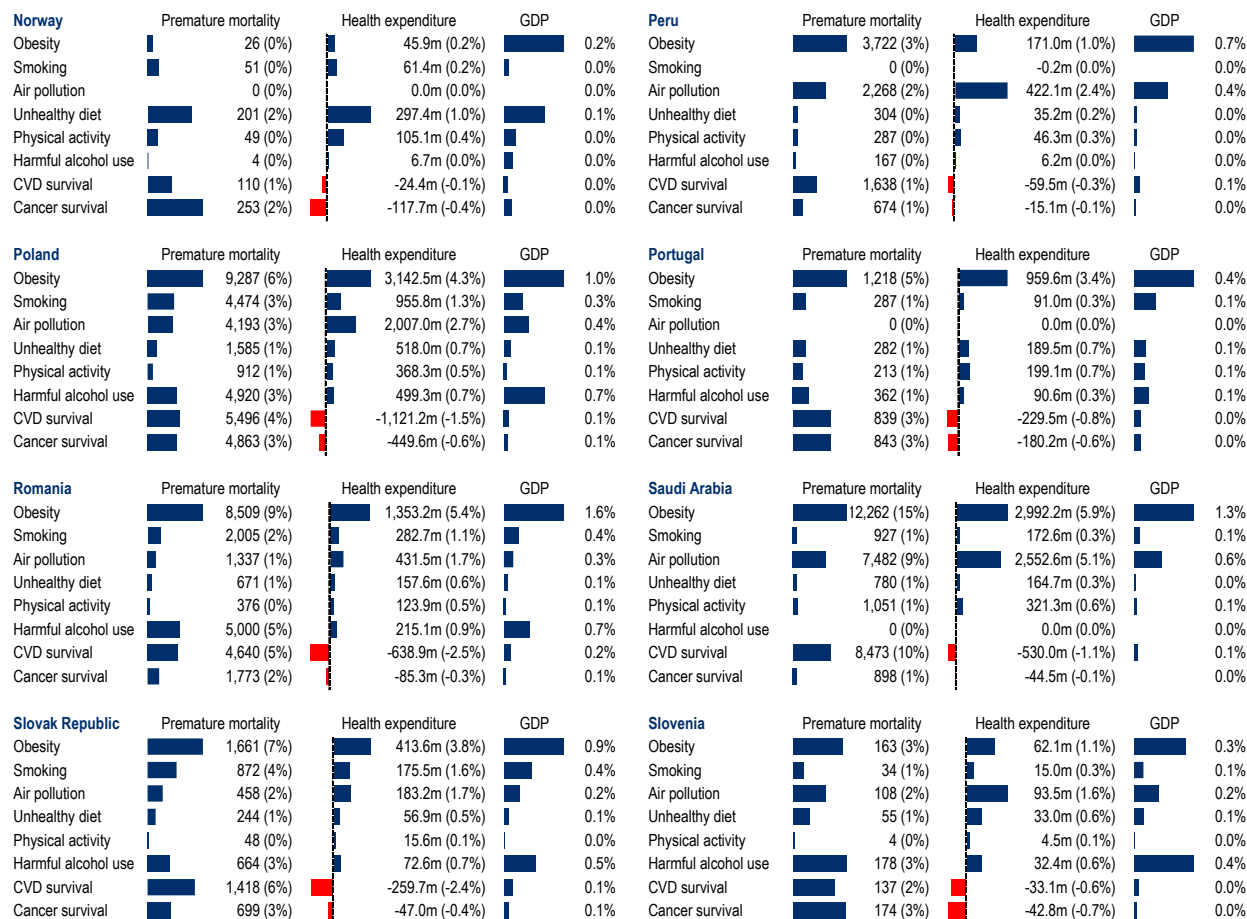 Norway Premature mortality Health expenditure GDP
Obesity 26 (0%) 45.9m (0.2%) 0.2%
Smoking 51 (0%) 61.4m (0.2%) 0.0%
Air pollution 0 (0%) 0.0m (0.0%) 0.0%
Unhealthy diet 201 (2%) 297.4m (1.0%) 0.1%
Physical activity 49 (0%) 105.1m (0.4%) 0.0%
Harmful alcohol use 4 (0%) 6.7m (0.0%) 0.0%
CVD survival 110 (1%) -24.4m (-0.1%) 0.0%
Cancer survival 253 (2%) -117.7m (-0.4%) 0.0%
Peru Premature mortality Health expenditure GDP
Obesity 3,722 (3%) 171.0m (1.0%) 0.7%
Smoking 0 (0%) -0.2m (0.0%) 0.0%
Air pollution 2,268 (2%) 422.1m (2.4%) 0.4%
Unhealthy diet 304 (0%) 35.2m (0.2%) 0.0%
Physical activity 287 (0%) 46.3m (0.3%) 0.0%
Harmful alcohol use 167 (0%) 6.2m (0.0%) 0.0%
CVD survival 1,638 (1%) -59.5m (-0.3%) 0.1%
Cancer survival 674 (1%) -15.1m (-0.1%) 0.0%
Poland Premature mortality Health expenditure GDP
Obesity 9,287 (6%) 3,142.5m (4.3%) 1.0%
Smoking 4,474 (3%) 955.8m (1.3%) 0.3%
Air pollution 4,193 (3%) 2,007.0m (2.7%) 0.4%
Unhealthy diet 1,585 (1%) 518.0m (0.7%) 0.1%
Physical activity 912 (1%) 368.3m (0.5%) 0.1%
Harmful alcohol use 4,920 (3%) 499.3m (0.7%) 0.7%
CVD survival 5,496 (4%) -1,121.2m (-1.5%) 0.1%
Cancer survival 4,863 (3%) -449.6m (-0.6%) 0.1%
Portugal Premature mortality Health expenditure GDP
Obesity 1,218 (5%) 959.6m (3.4%) 0.4%
Smoking 287 (1%) 91.0m (0.3%) 0.1%
Air pollution 0 (0%) 0.0m (0.0%) 0.0%
Unhealthy diet 282 (1%) 189.5m (0.7%) 0.1%
Physical activity 213 (1%) 199.1m (0.7%) 0.1%
Harmful alcohol use 362 (1%) 90.6m (0.3%) 0.1%
CVD survival 839 (3%) -229.5m (-0.8%) 0.0%
Cancer survival 843 (3%) -180.2m (-0.6%) 0.0%
Romania Premature mortality Health expenditure GDP
Obesity 8,509 (9%) 1,353.2m (5.4%) 1.6%
Smoking 2,005 (2%) 282.7m (1.1%) 0.4%
Air pollution 1,337 (1%) 431.5m (1.7%) 0.3%
Unhealthy diet 671 (1%) 157.6m (0.6%) 0.1%
Physical activity 376 (0%) 123.9m (0.5%) 0.1%
Harmful alcohol use 5,000 (5%) 215.1m (0.9%) 0.7%
CVD survival 4,640 (5%) -638.9m (-2.5%) 0.2%
Cancer survival 1,773 (2%) -85.3m (-0.3%) 0.1%
Saudi Arabia Premature mortality Health expenditure GDP
Obesity 12,262 (15%) 2,992.2m (5.9%) 1.3%
Smoking 927 (1%) 172.6m (0.3%) 0.1%
Air pollution 7,482 (9%) 2,552.6m (5.1%) 0.6%
Unhealthy diet 780 (1%) 164.7m (0.3%) 0.0%
Physical activity 1,051 (1%) 321.3m (0.6%) 0.1%
Harmful alcohol use 0 (0%) 0.0m (0.0%) 0.0%
CVD survival 8,473 (10%) -530.0m (-1.1%) 0.1%
Cancer survival 898 (1%) -44.5m (-0.1%) 0.0%
Slovak Republic Premature mortality Health expenditure GDP
Obesity 1,661 (7%) 413.6m (3.8%) 0.9%
Smoking 872 (4%) 175.5m (1.6%) 0.4%
Air pollution 458 (2%) 183.2m (1.7%) 0.2%
Unhealthy diet 244 (1%) 56.9m (0.5%) 0.1%
Physical activity 48 (0%) 15.6m (0.1%) 0.0%
Harmful alcohol use 664 (3%) 72.6m (0.7%) 0.5%
CVD survival 1,418 (6%) -259.7m (-2.4%) 0.1%
Cancer survival 699 (3%) -47.0m (-0.4%) 0.1%
Slovenia Premature mortality Health expenditure GDP
Obesity 163 (3%) 62.1m (1.1%) 0.3%
Smoking 34 (1%) 15.0m (0.3%) 0.1%
Air pollution 108 (2%) 93.5m (1.6%) 0.2%
Unhealthy diet 55 (1%) 33.0m (0.6%) 0.1%
Physical activity 4 (0%) 4.5m (0.1%) 0.0%
Harmful alcohol use 178 (3%) 32.4m (0.6%) 0.4%
CVD survival 137 (2%) -33.1m (-0.6%) 0.0%
Cancer survival 174 (3%) -42.8m (-0.7%) 0.0%